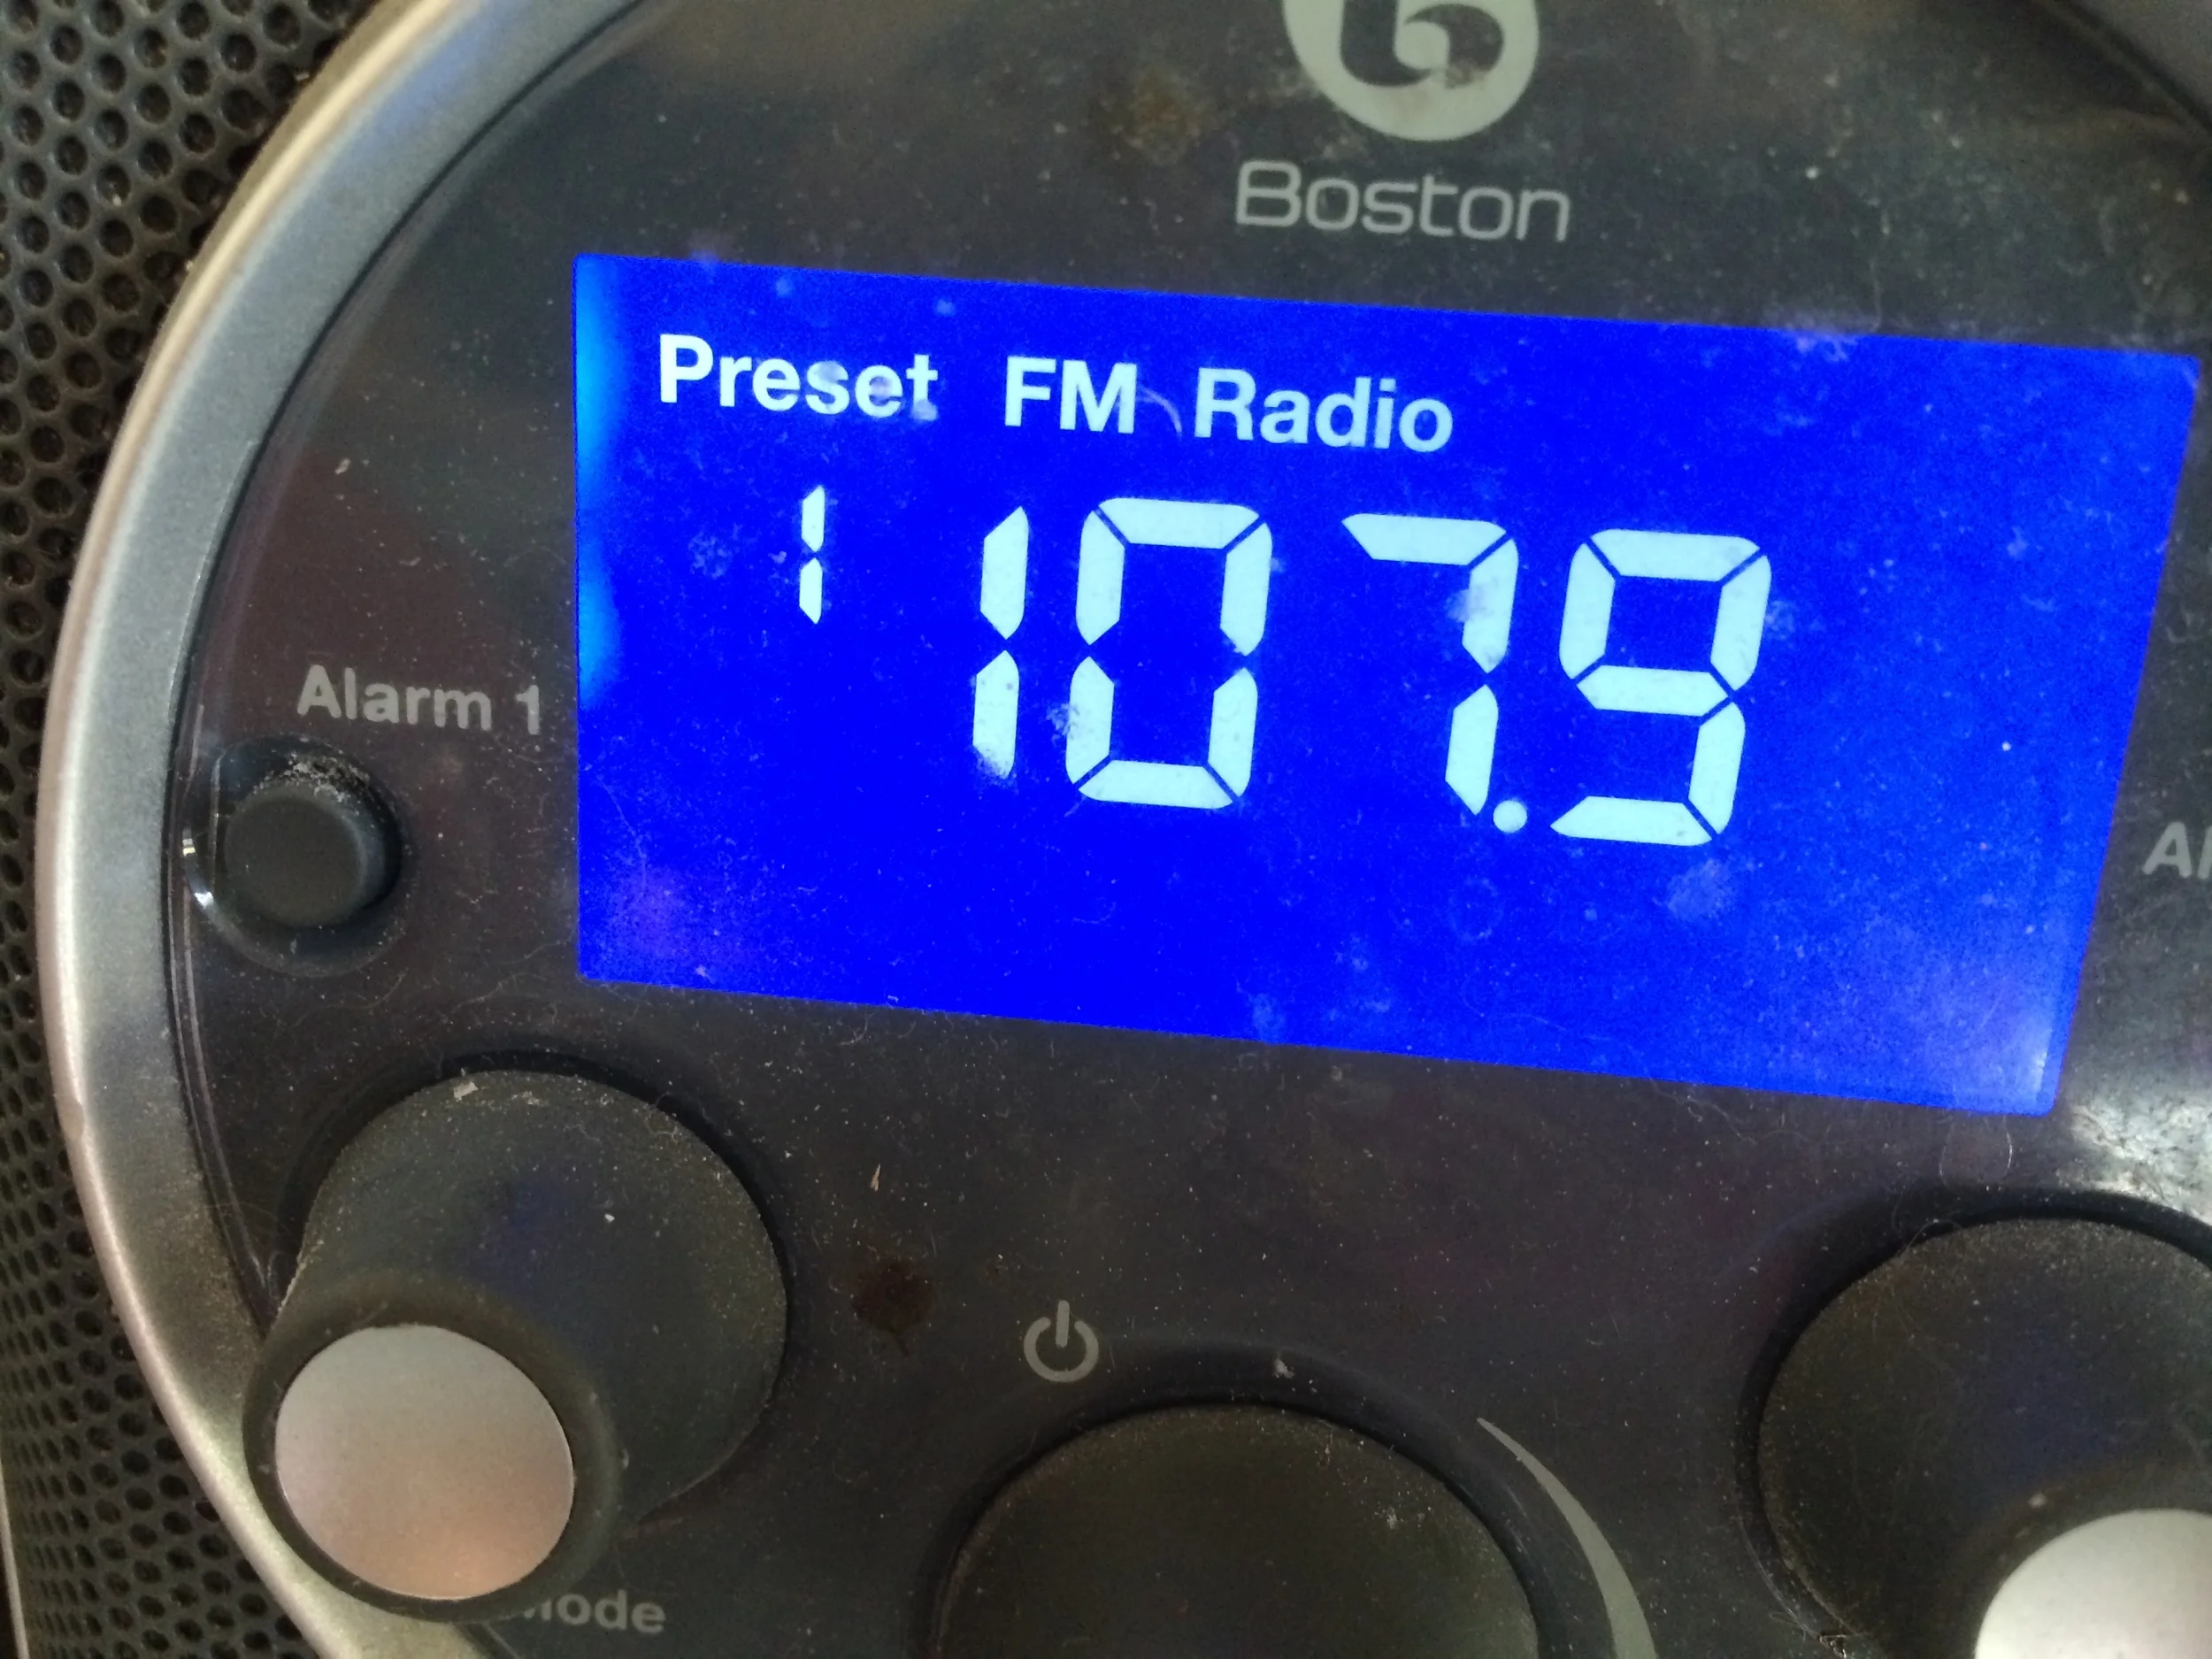 Boston
Preset FM Radio
1 107.9
Alarm 1